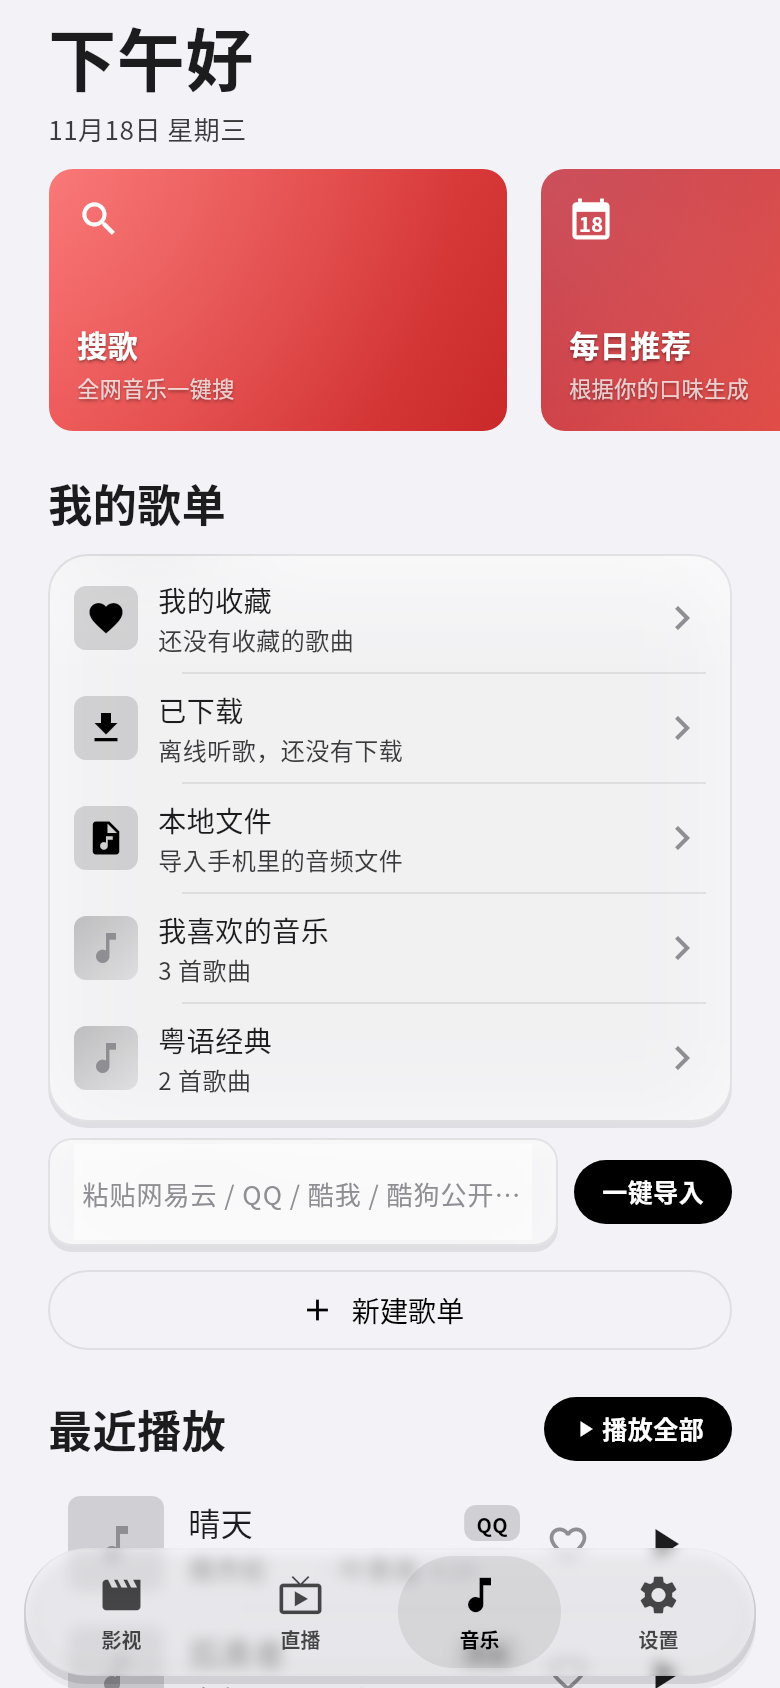 下午好
11月18日 星期三
18
搜歌
全网音乐一键搜
每日推荐
根据你的口味生成
我的歌单
我的收藏
还没有收藏的歌曲
已下载
离线听歌，还没有下载
本地文件
导入手机里的音频文件
我喜欢的音乐
3 首歌曲
粤语经典
2 首歌曲
粘贴网易云 / QQ / 酷我 / 酷狗公开…
一键导入
新建歌单
最近播放
播放全部
晴天
QQ
影视
直播
音乐
设置